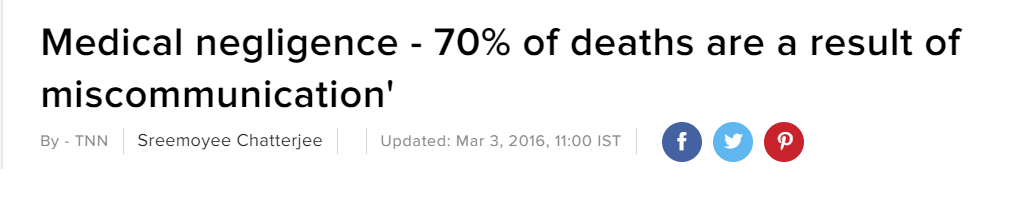 Medical negligence - 70% of deaths are a result of
miscommunication'
By - TNN Sreemoyee Chatterjee Updated: Mar 3, 2016, 11:00 IST